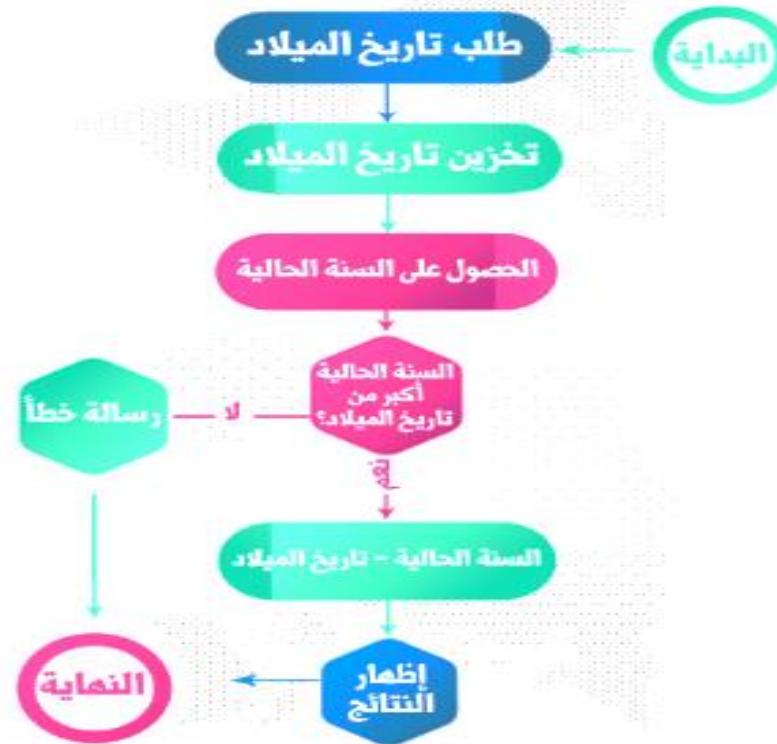 البداية
طلب تاريخ الميلاد
تخزين تاريخ الميلاد
الحصول على السنة الحالية
السنة الحالية
أكبر من
تاريخ الميلاد؟
لا
رسالة خطأ
نعم
السنة الحالية - تاريخ الميلاد
إظهار
النتائج
النهاية